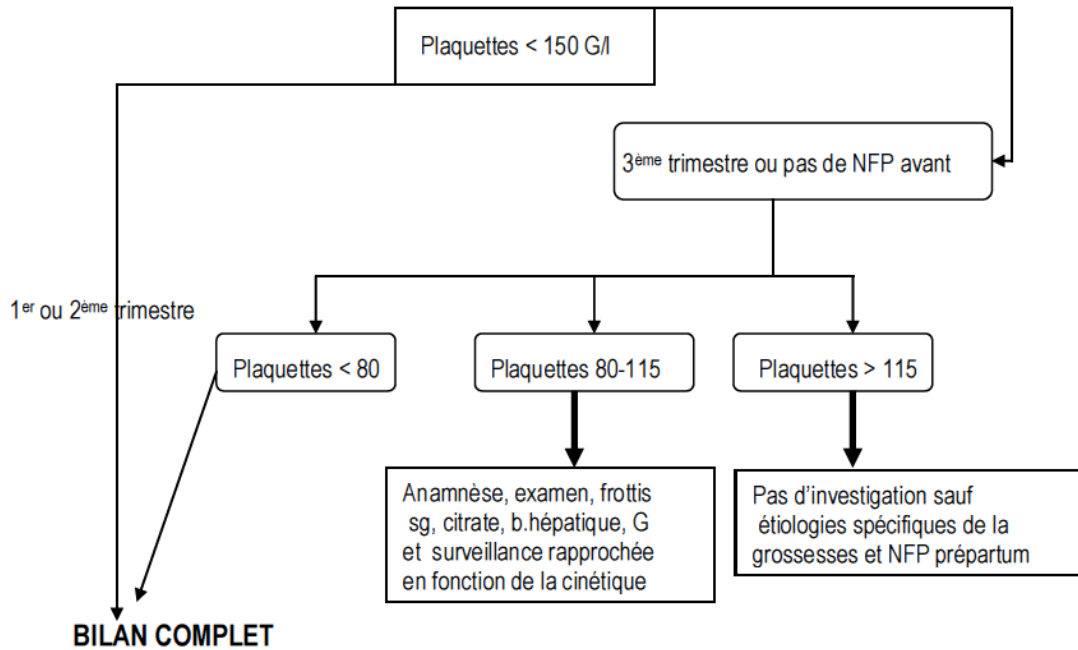 Plaquettes < 150 G/l
3ème trimestre ou pas de NFP avant
1er ou 2ème trimestre
Plaquettes < 80
Plaquettes 80-115
Plaquettes > 115
Anamnèse, examen, frottis
sg, citrate, b.hépatique, G
et surveillance rapprochée
en fonction de la cinétique
Pas d'investigation sauf
étiologies spécifiques de la
grossesses et NFP prépartum
BILAN COMPLET